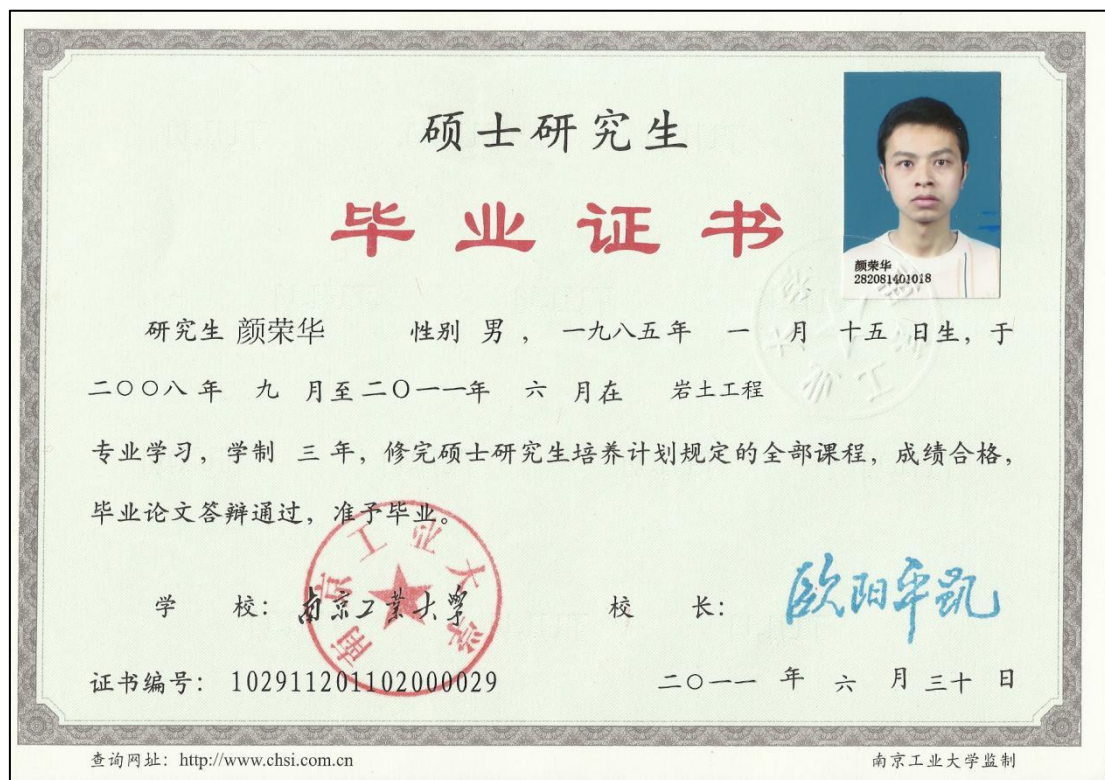 硕士研究生
毕业证书
颜荣华
282081401018
研究生 颜荣华 性别 男 ， 一九八五年 一 月 十五 日生，于
二〇〇八 年 九 月至二〇一一年 六 月在 岩土工程
专业学习，学制 三 年，修完硕士研究生培养计划规定的全部课程，成绩合格，
毕业论文答辩通过，准予毕业。
南京工业大学
学 校： 南京工业大学 校 长： 欧阳平凯
证书编号： 102911201102000029 二〇一一 年 六 月 三十 日
查询网址：http://www.chsi.com.cn 南京工业大学监制